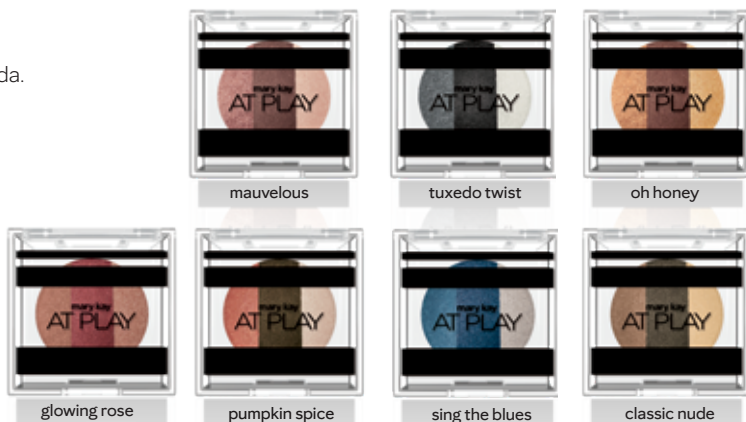 da.
mary kay
AT PLAY
mary kay
AT PLAY
mary kay
AT PLAY
mauvelous
tuxedo twist
oh honey
mary kay
AT PLAY
mary kay
AT PLAY
mary kay
AT PLAY
mary kay
AT PLAY
glowing rose
pumpkin spice
sing the blues
classic nude